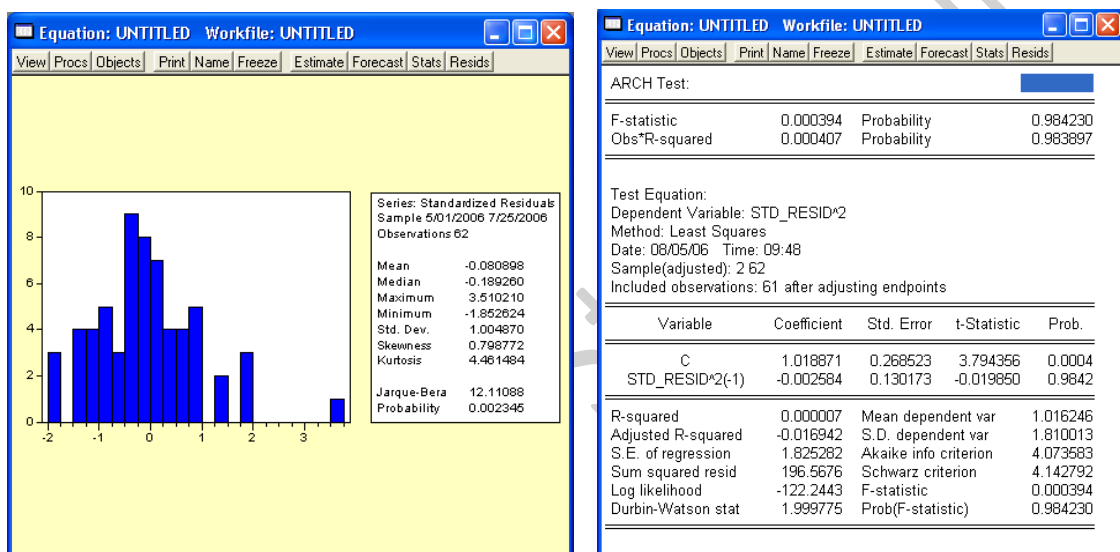 Equation: UNTITLED Workfile: UNTITLED
View Procs Objects Print Name Freeze Estimate Forecast Stats Resids
10
8
6
4
2
0
-2 -1 0 1 2 3
Series: Standardized Residuals
Sample 5/01/2006 7/25/2006
Observations 62
Mean -0.080898
Median -0.189260
Maximum 3.510210
Minimum -1.852624
Std. Dev. 1.004870
Skewness 0.798772
Kurtosis 4.461484
Jarque-Bera 12.11088
Probability 0.002345
Equation: UNTITLED Workfile: UNTITLED
View Procs Objects Print Name Freeze Estimate Forecast Stats Resids
ARCH Test:
F-statistic 0.000394 Probability 0.984230
Obs*R-squared 0.000407 Probability 0.983897
Test Equation:
Dependent Variable: STD_RESID^2
Method: Least Squares
Date: 08/05/06 Time: 09:48
Sample(adjusted): 2 62
Included observations: 61 after adjusting endpoints
Variable Coefficient Std. Error t-Statistic Prob.
C 1.018871 0.268523 3.794356 0.0004
STD_RESID^2(-1) -0.002584 0.130173 -0.019850 0.9842
R-squared 0.000007 Mean dependent var 1.016246
Adjusted R-squared -0.016942 S.D. dependent var 1.810013
S.E. of regression 1.825282 Akaike info criterion 4.073583
Sum squared resid 196.5676 Schwarz criterion 4.142792
Log likelihood -122.2443 F-statistic 0.000394
Durbin-Watson stat 1.999775 Prob(F-statistic) 0.984230